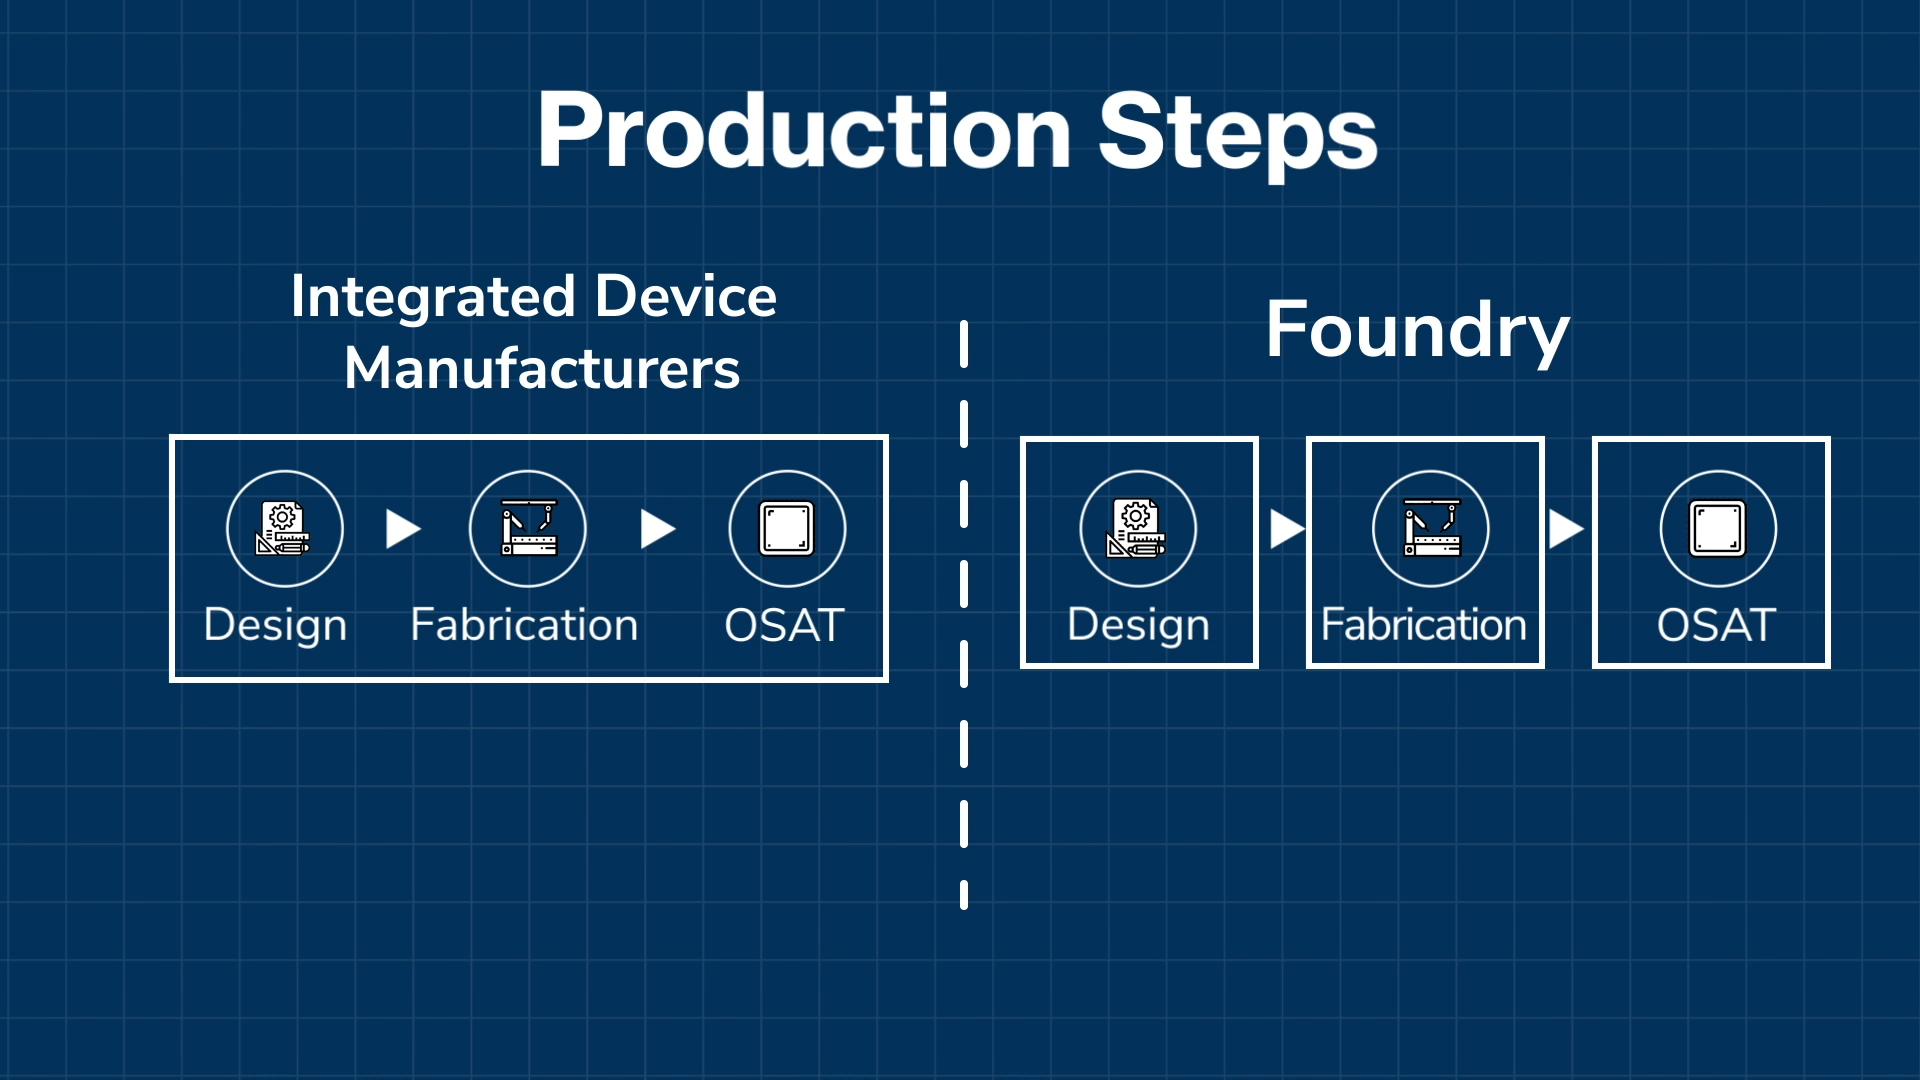 Production Steps
Integrated Device
Manufacturers
Design
Fabrication
OSAT
Foundry
Design
Fabrication
OSAT